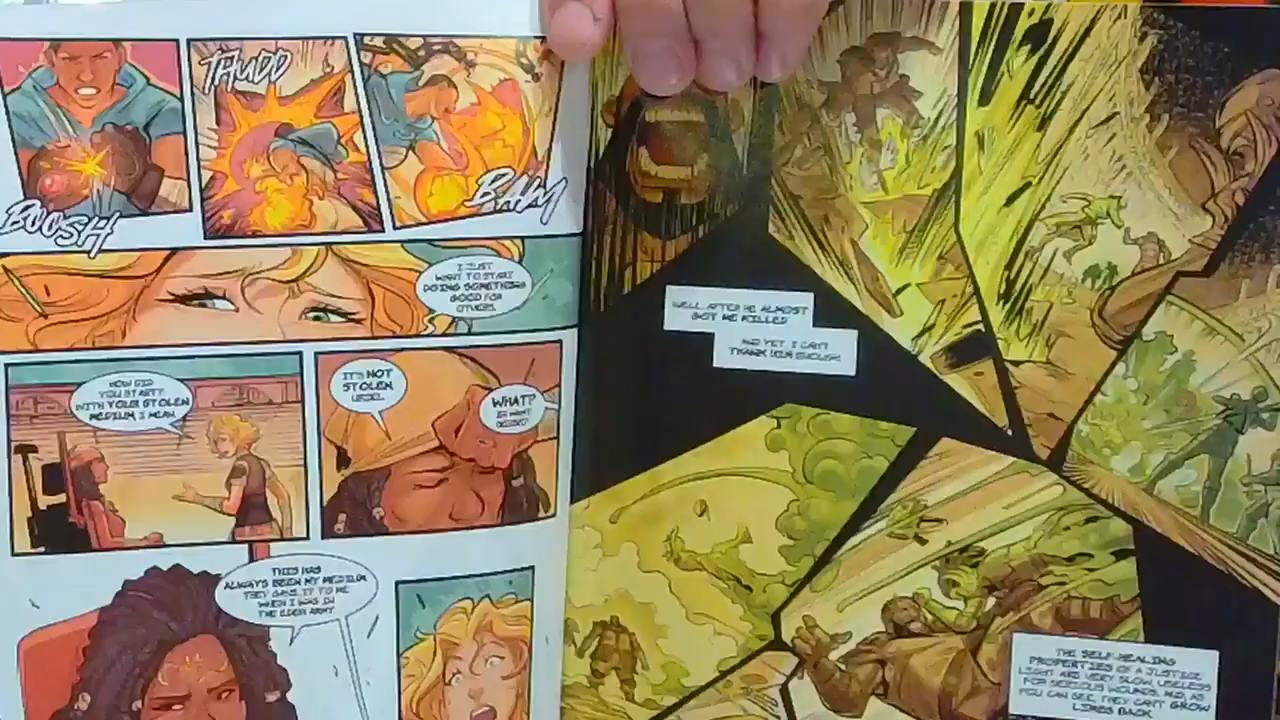 BOOSH
THUDD
BAM
I JUST
WANT TO START
DOING SOMETHING
GOOD FOR
OTHERS.
HOW DID
YOU START?
WITH YOUR STOLEN
MEDIUM, I MEAN.
IT'S NOT
STOLEN
WHAT?
THIS HAS
ALWAYS BEEN MY MEDIUM.
THEY GAVE IT TO ME
WHEN I WAS IN
THE ELDER ARMY
WELL, AFTER HE ALMOST
GOT ME KILLED
AND YET I CAN'T
THANK HIM ENOUGH
THE SELF-HEALING
PROPERTIES OF A JUSTICE
LIGHT ARE VERY SLOW, USELESS
FOR SERIOUS WOUNDS. AND, AS
YOU CAN SEE, THEY CAN'T GROW
LIMBS BACK